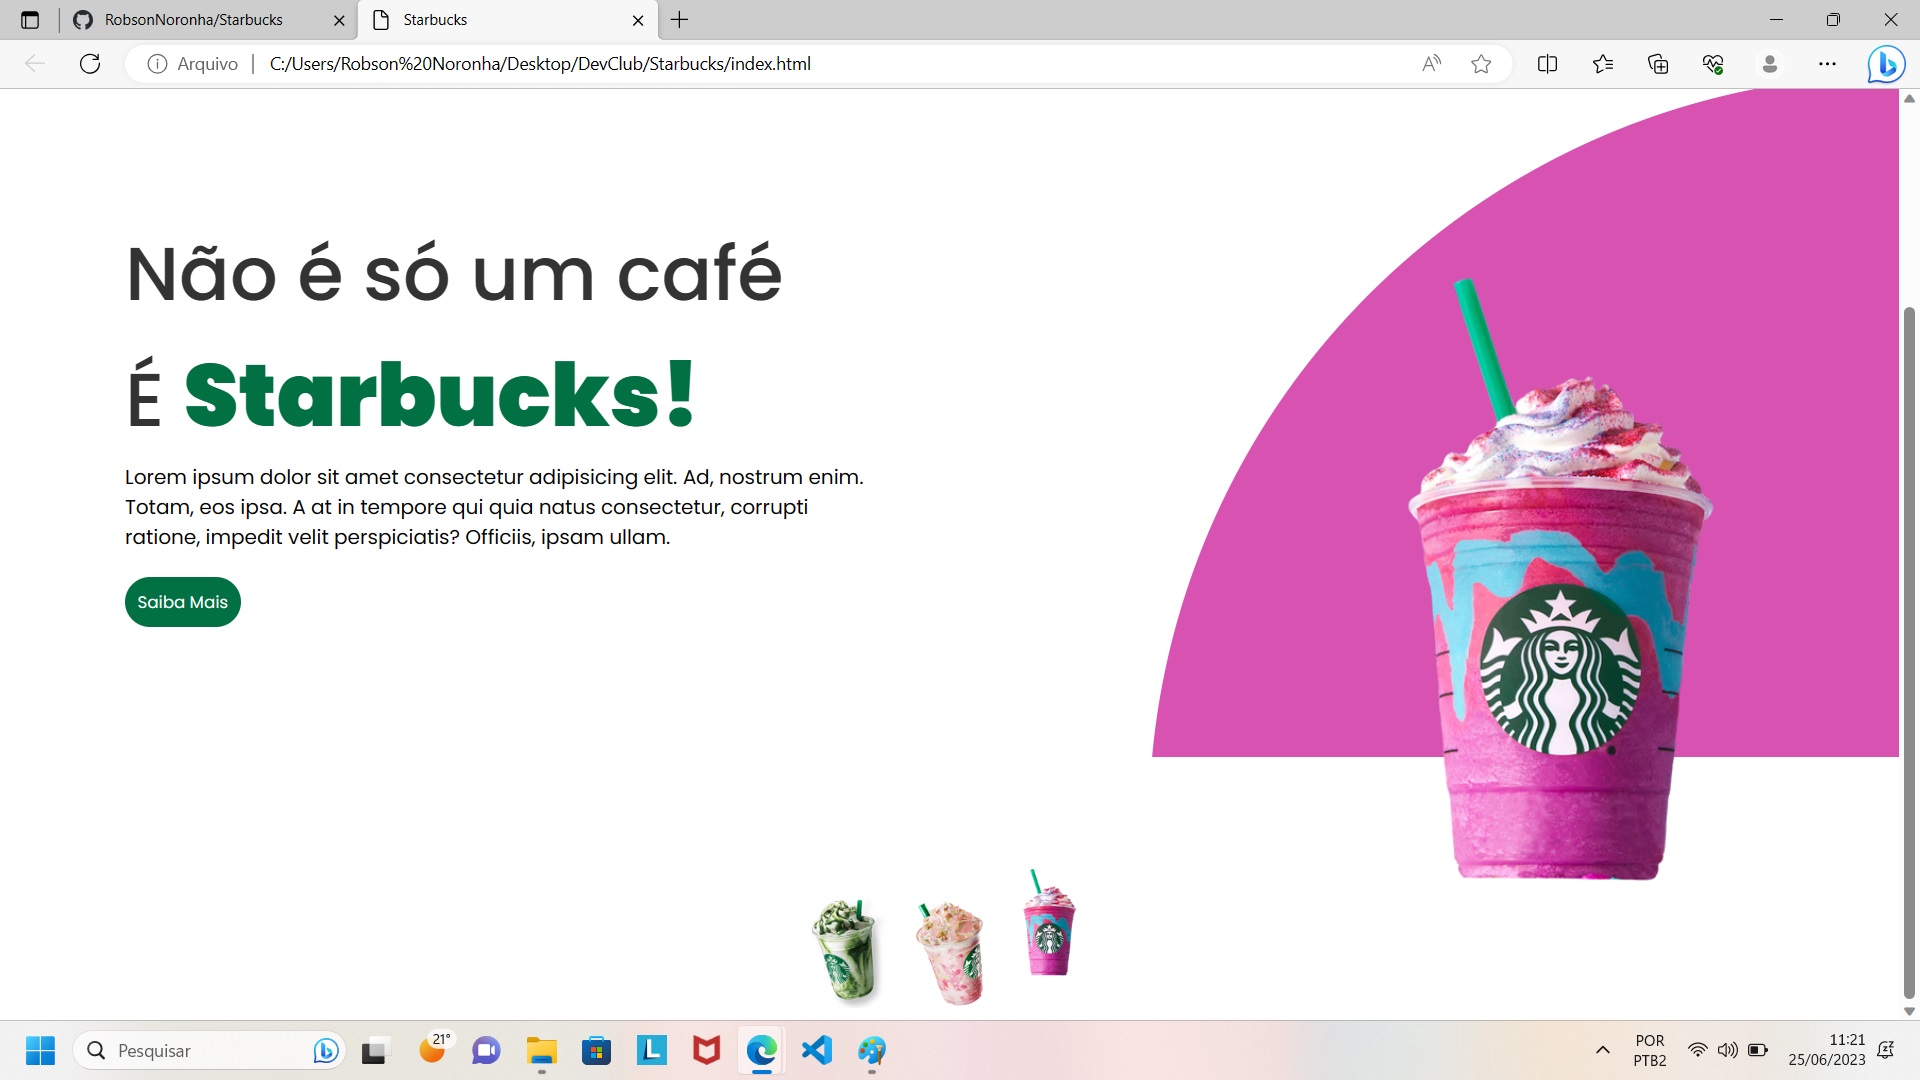 RobsonNoronha/Starbucks
Starbucks
Arquivo
C:/Users/Robson%20Noronha/Desktop/DevClub/Starbucks/index.html
Não é só um café
É Starbucks!
Lorem ipsum dolor sit amet consectetur adipisicing elit. Ad, nostrum enim.
Totam, eos ipsa. A at in tempore qui quia natus consectetur, corrupti
ratione, impedit velit perspiciatis? Officiis, ipsam ullam.
Saiba Mais
Pesquisar
21°
POR
PTB2
11:21
25/06/2023